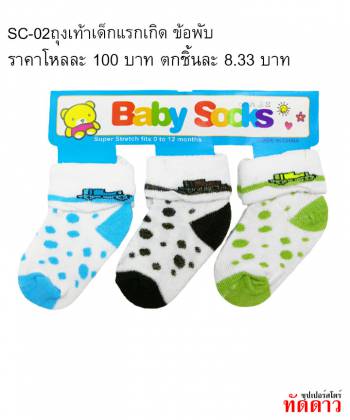 SC-02ถุงเท้าเด็กแรกเกิด ข้อพับ
ราคาโหลละ 100 บาท ตกชิ้นละ 8.33 บาท
Baby Socks
Super Stretch fits 0 to 12 months
ซุปเปอร์สโตร์
ทัดดาว